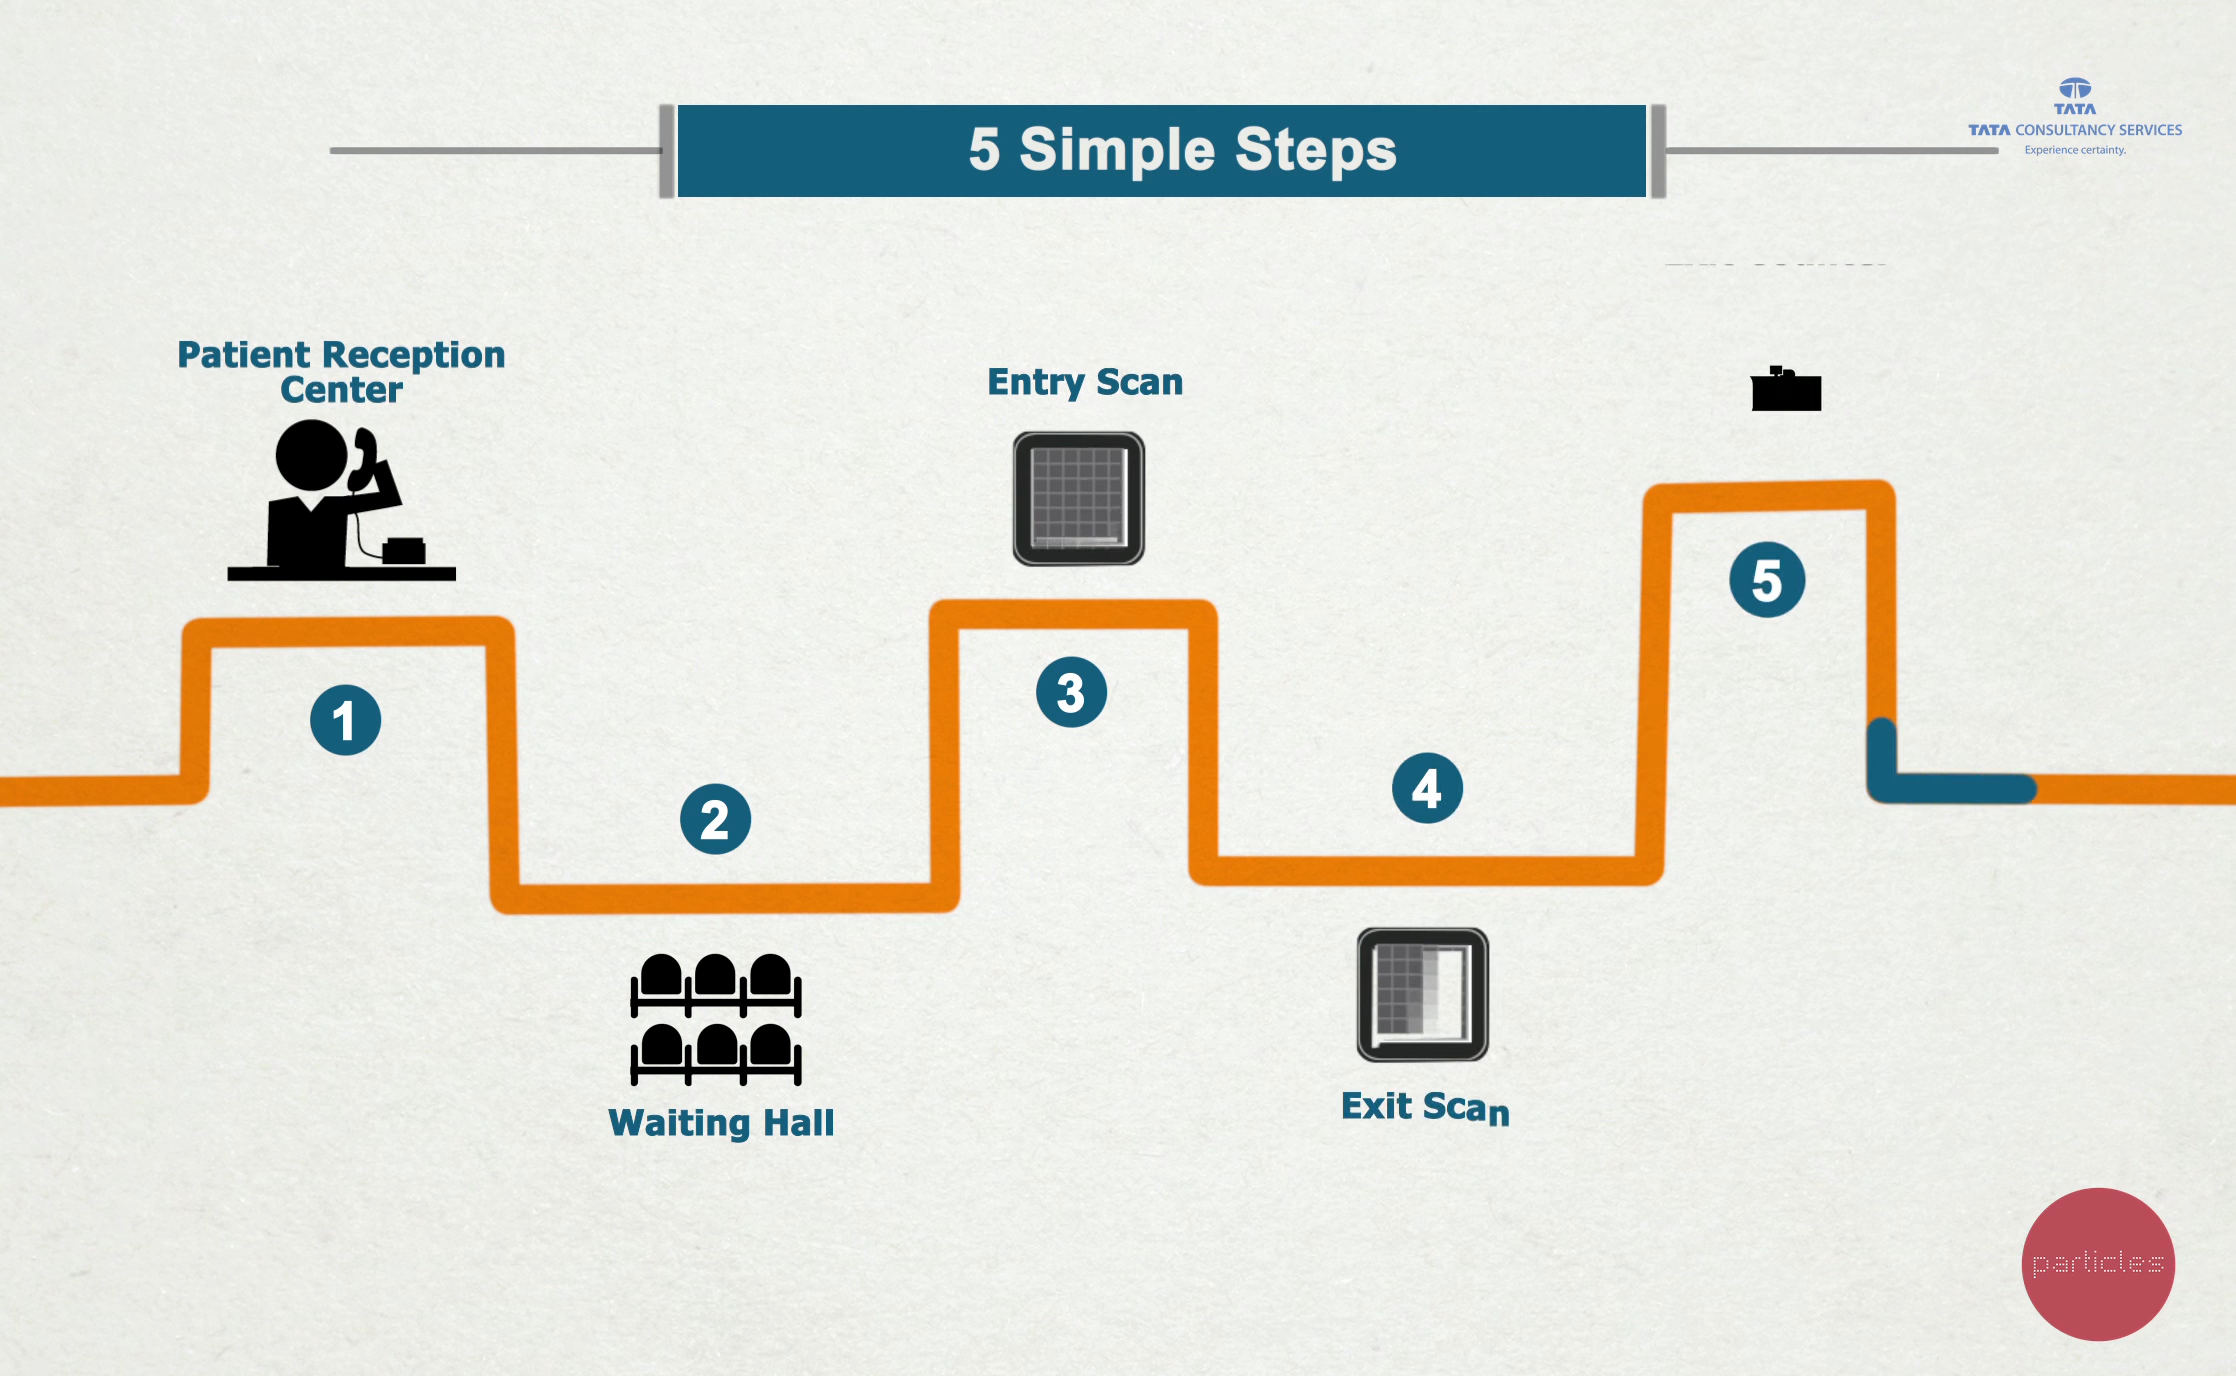 5 Simple Steps
TATA
TATA CONSULTANCY SERVICES
Experience certainty.
Patient Reception
Center
Entry Scan
1
2
3
4
5
Waiting Hall
Exit Scan
particles